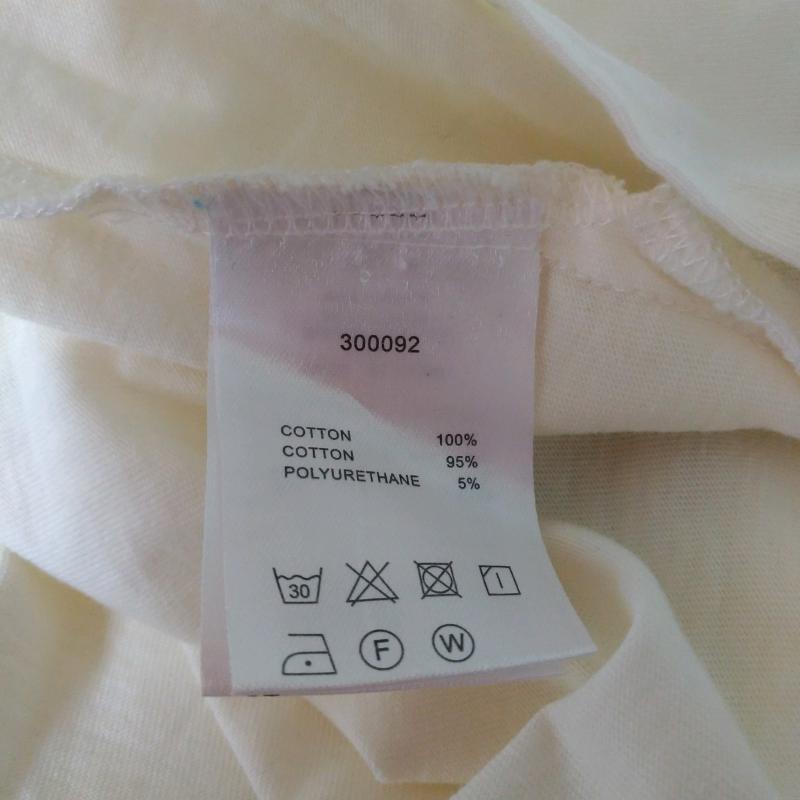 300092
COTTON 100%
COTTON 95%
POLYURETHANE 5%
30
F W